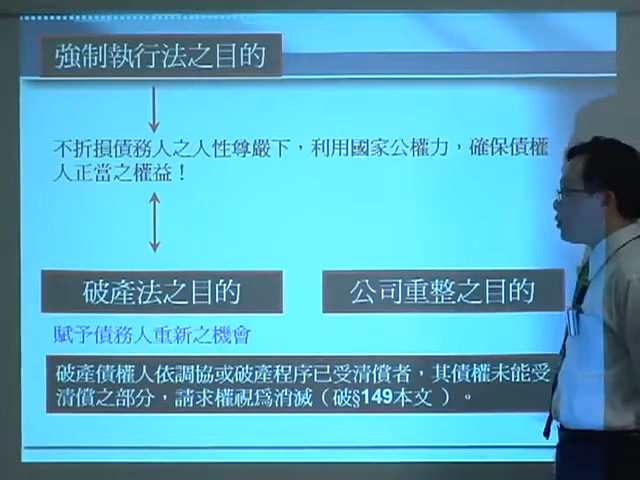 強制執行法之目的
不折損債務人之人性尊嚴下，利用國家公權力，確保債權
人正當之權益！
破產法之目的
公司重整之目的
賦予債務人重新之機會
破產債權人依調協或破產程序已受清償者，其債權未能受
清償之部分，請求權視為消滅（破§149本文 ）。